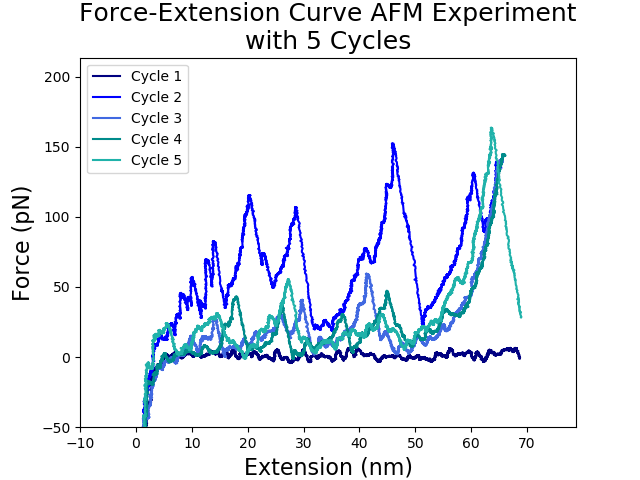 Force-Extension Curve AFM Experiment
with 5 Cycles
Cycle 1
Cycle 2
Cycle 3
Cycle 4
Cycle 5
Force (pN)
200
150
100
50
0
−50
−10 0 10 20 30 40 50 60 70
Extension (nm)